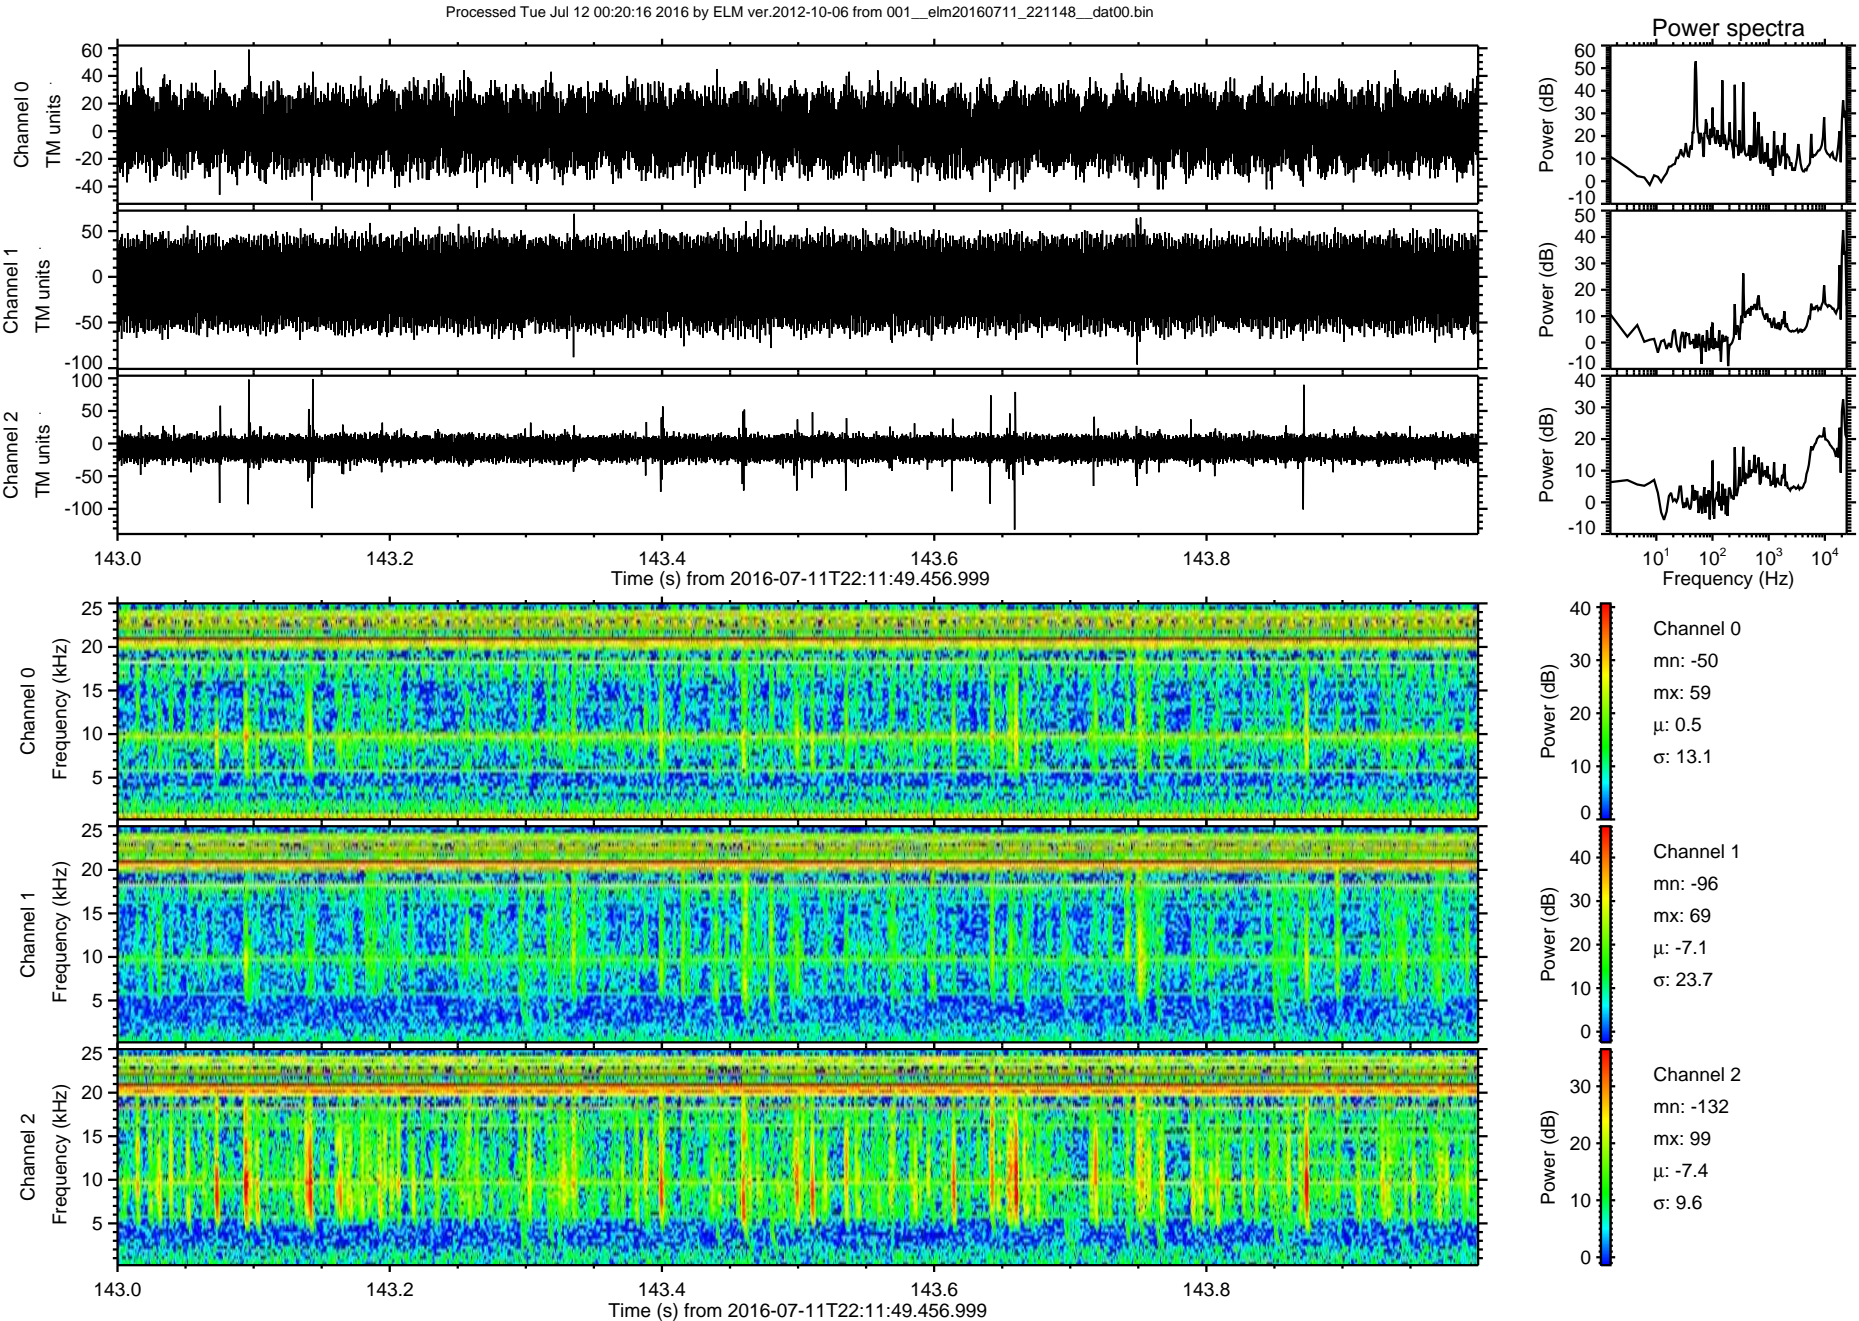 Processed Tue Jul 12 00:20:16 2016 by ELM ver.2012-10-06 from 001__elm20160711_221148__dat00.bin
Power spectra
Channel 0
TM units
60
40
20
0
-20
-40
Power (dB)
60
50
40
30
20
10
0
-10
Channel 1
TM units
50
0
-50
-100
Power (dB)
50
40
30
20
10
0
-10
Channel 2
TM units
100
50
0
-50
-100
Power (dB)
40
30
20
10
0
-10
143.0 143.2 143.4 143.6 143.8
Time (s) from 2016-07-11T22:11:49.456.999
10^1 10^2 10^3 10^4
Frequency (Hz)
Channel 0
Frequency (kHz)
25
20
15
10
5
Power (dB)
40
30
20
10
0
Channel 0
mn: -50
mx: 59
μ: 0.5
σ: 13.1
Channel 1
Frequency (kHz)
25
20
15
10
5
Power (dB)
40
30
20
10
0
Channel 1
mn: -96
mx: 69
μ: -7.1
σ: 23.7
Channel 2
Frequency (kHz)
25
20
15
10
5
Power (dB)
30
20
10
0
Channel 2
mn: -132
mx: 99
μ: -7.4
σ: 9.6
143.0 143.2 143.4 143.6 143.8
Time (s) from 2016-07-11T22:11:49.456.999